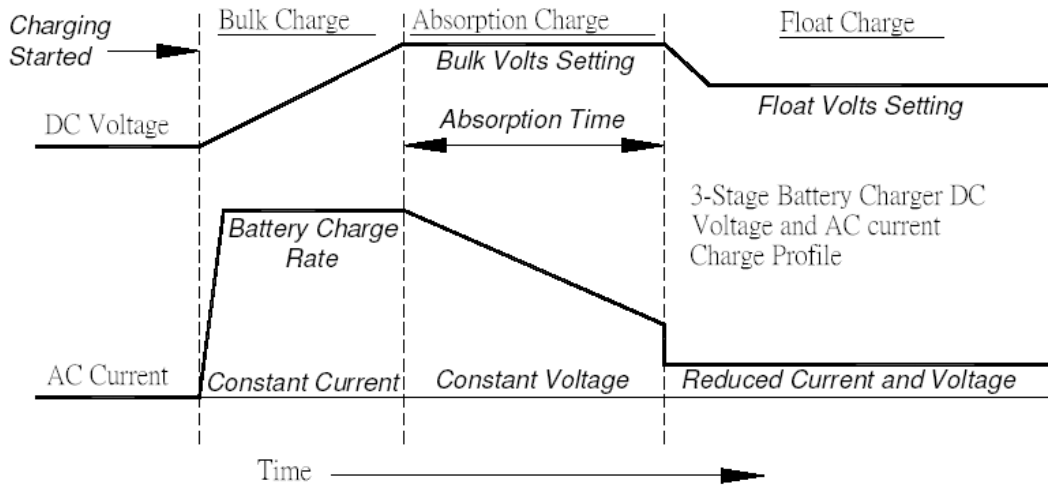 Charging
Started
Bulk Charge
Absorption Charge
Float Charge
Bulk Volts Setting
Float Volts Setting
DC Voltage
Absorption Time
3-Stage Battery Charger DC
Voltage and AC current
Charge Profile
Battery Charge
Rate
AC Current
Constant Current
Constant Voltage
Reduced Current and Voltage
Time